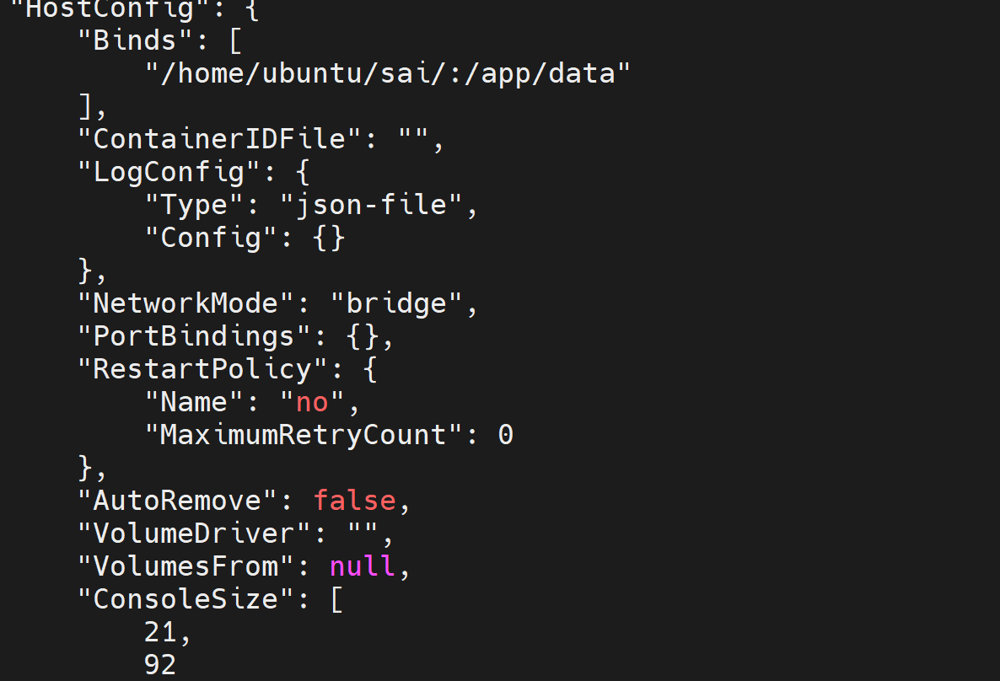 "HostConfig": {
    "Binds": [
        "/home/ubuntu/sai/:/app/data"
    ],
    "ContainerIDFile": "",
    "LogConfig": {
        "Type": "json-file",
        "Config": {}
    },
    "NetworkMode": "bridge",
    "PortBindings": {},
    "RestartPolicy": {
        "Name": "no",
        "MaximumRetryCount": 0
    },
    "AutoRemove": false,
    "VolumeDriver": "",
    "VolumesFrom": null,
    "ConsoleSize": [
        21,
        92